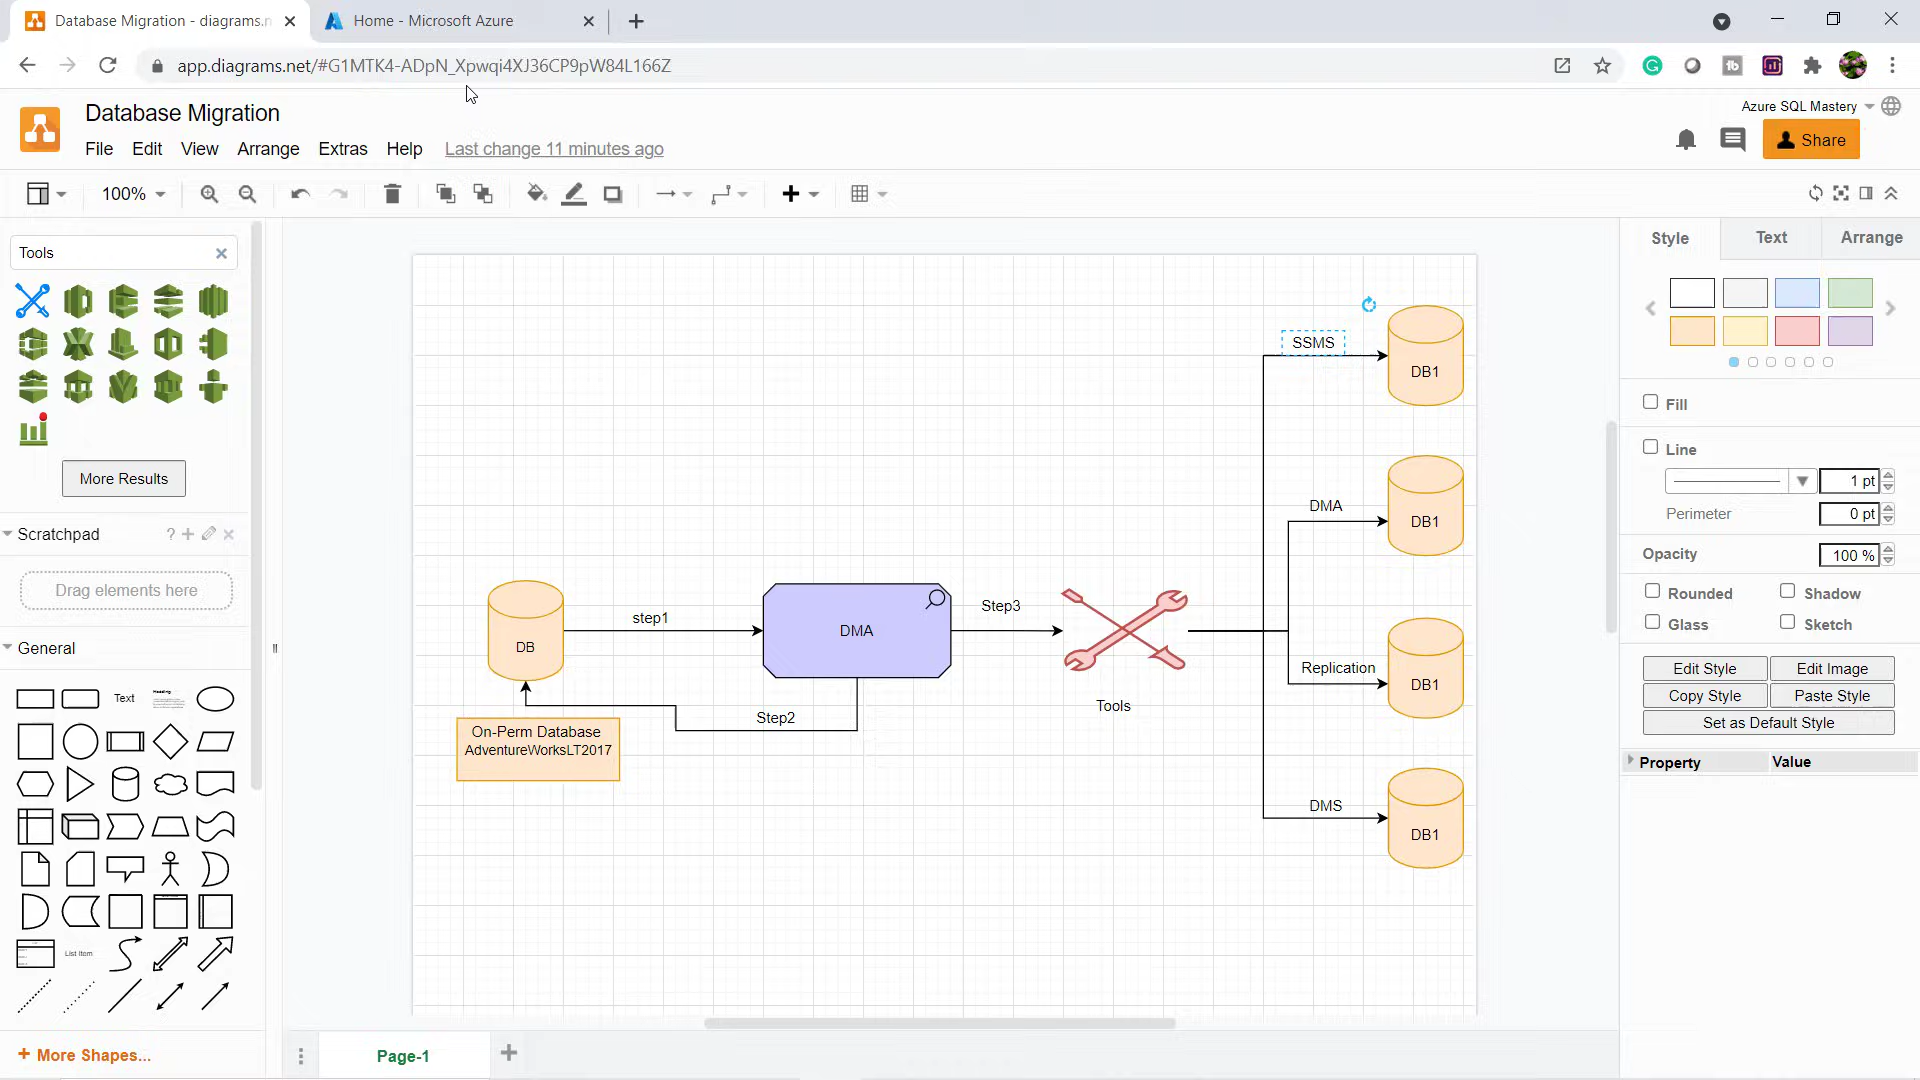 Database Migration - diagrams.n
Home - Microsoft Azure
app.diagrams.net/#G1MTK4-ADpN_Xpwqi4XJ36CP9pW84L166Z
Database Migration
Azure SQL Mastery
File Edit View Arrange Extras Help Last change 11 minutes ago
Share
100%
Tools
More Results
Scratchpad
Drag elements here
General
Text
Heading
List Item
+ More Shapes...
SSMS
DB1
DMA
DB1
step1
DMA
Step3
DB
Replication
DB1
Tools
Step2
On-Perm Database
AdventureWorksLT2017
DMS
DB1
Page-1
Style Text Arrange
Fill
Line
1 pt
Perimeter 0 pt
Opacity 100 %
Rounded Shadow
Glass Sketch
Edit Style Edit Image
Copy Style Paste Style
Set as Default Style
Property Value